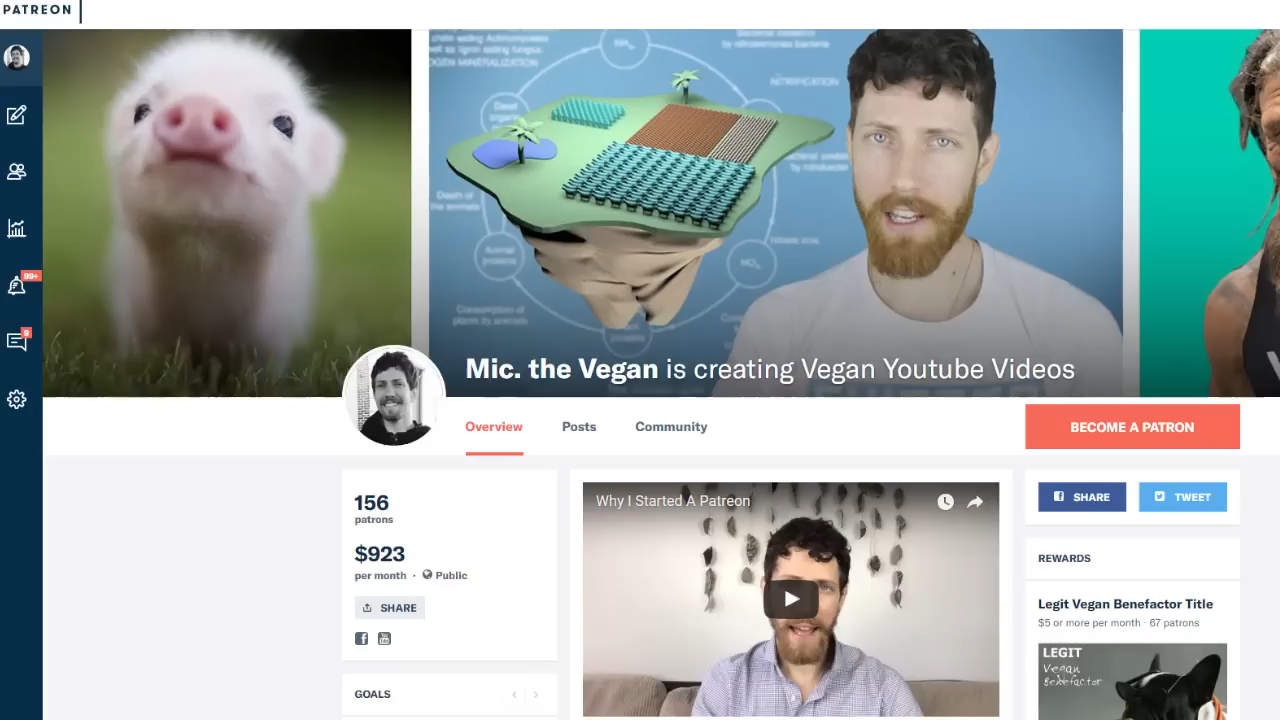 PATREON
NH₄
NITRIFICATION
99+
9
Mic. the Vegan is creating Vegan Youtube Videos
Overview
Posts
Community
BECOME A PATRON
156
patrons
$923
per month · Public
SHARE
GOALS
Why I Started A Patreon
SHARE
TWEET
REWARDS
Legit Vegan Benefactor Title
$5 or more per month · 67 patrons
LEGIT
Vegan
Benefactor